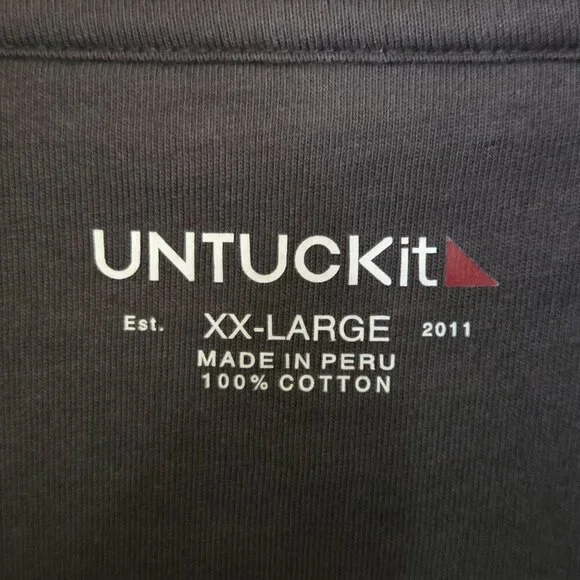 UNTUCKit
Est. XX-LARGE 2011
MADE IN PERU
100% COTTON